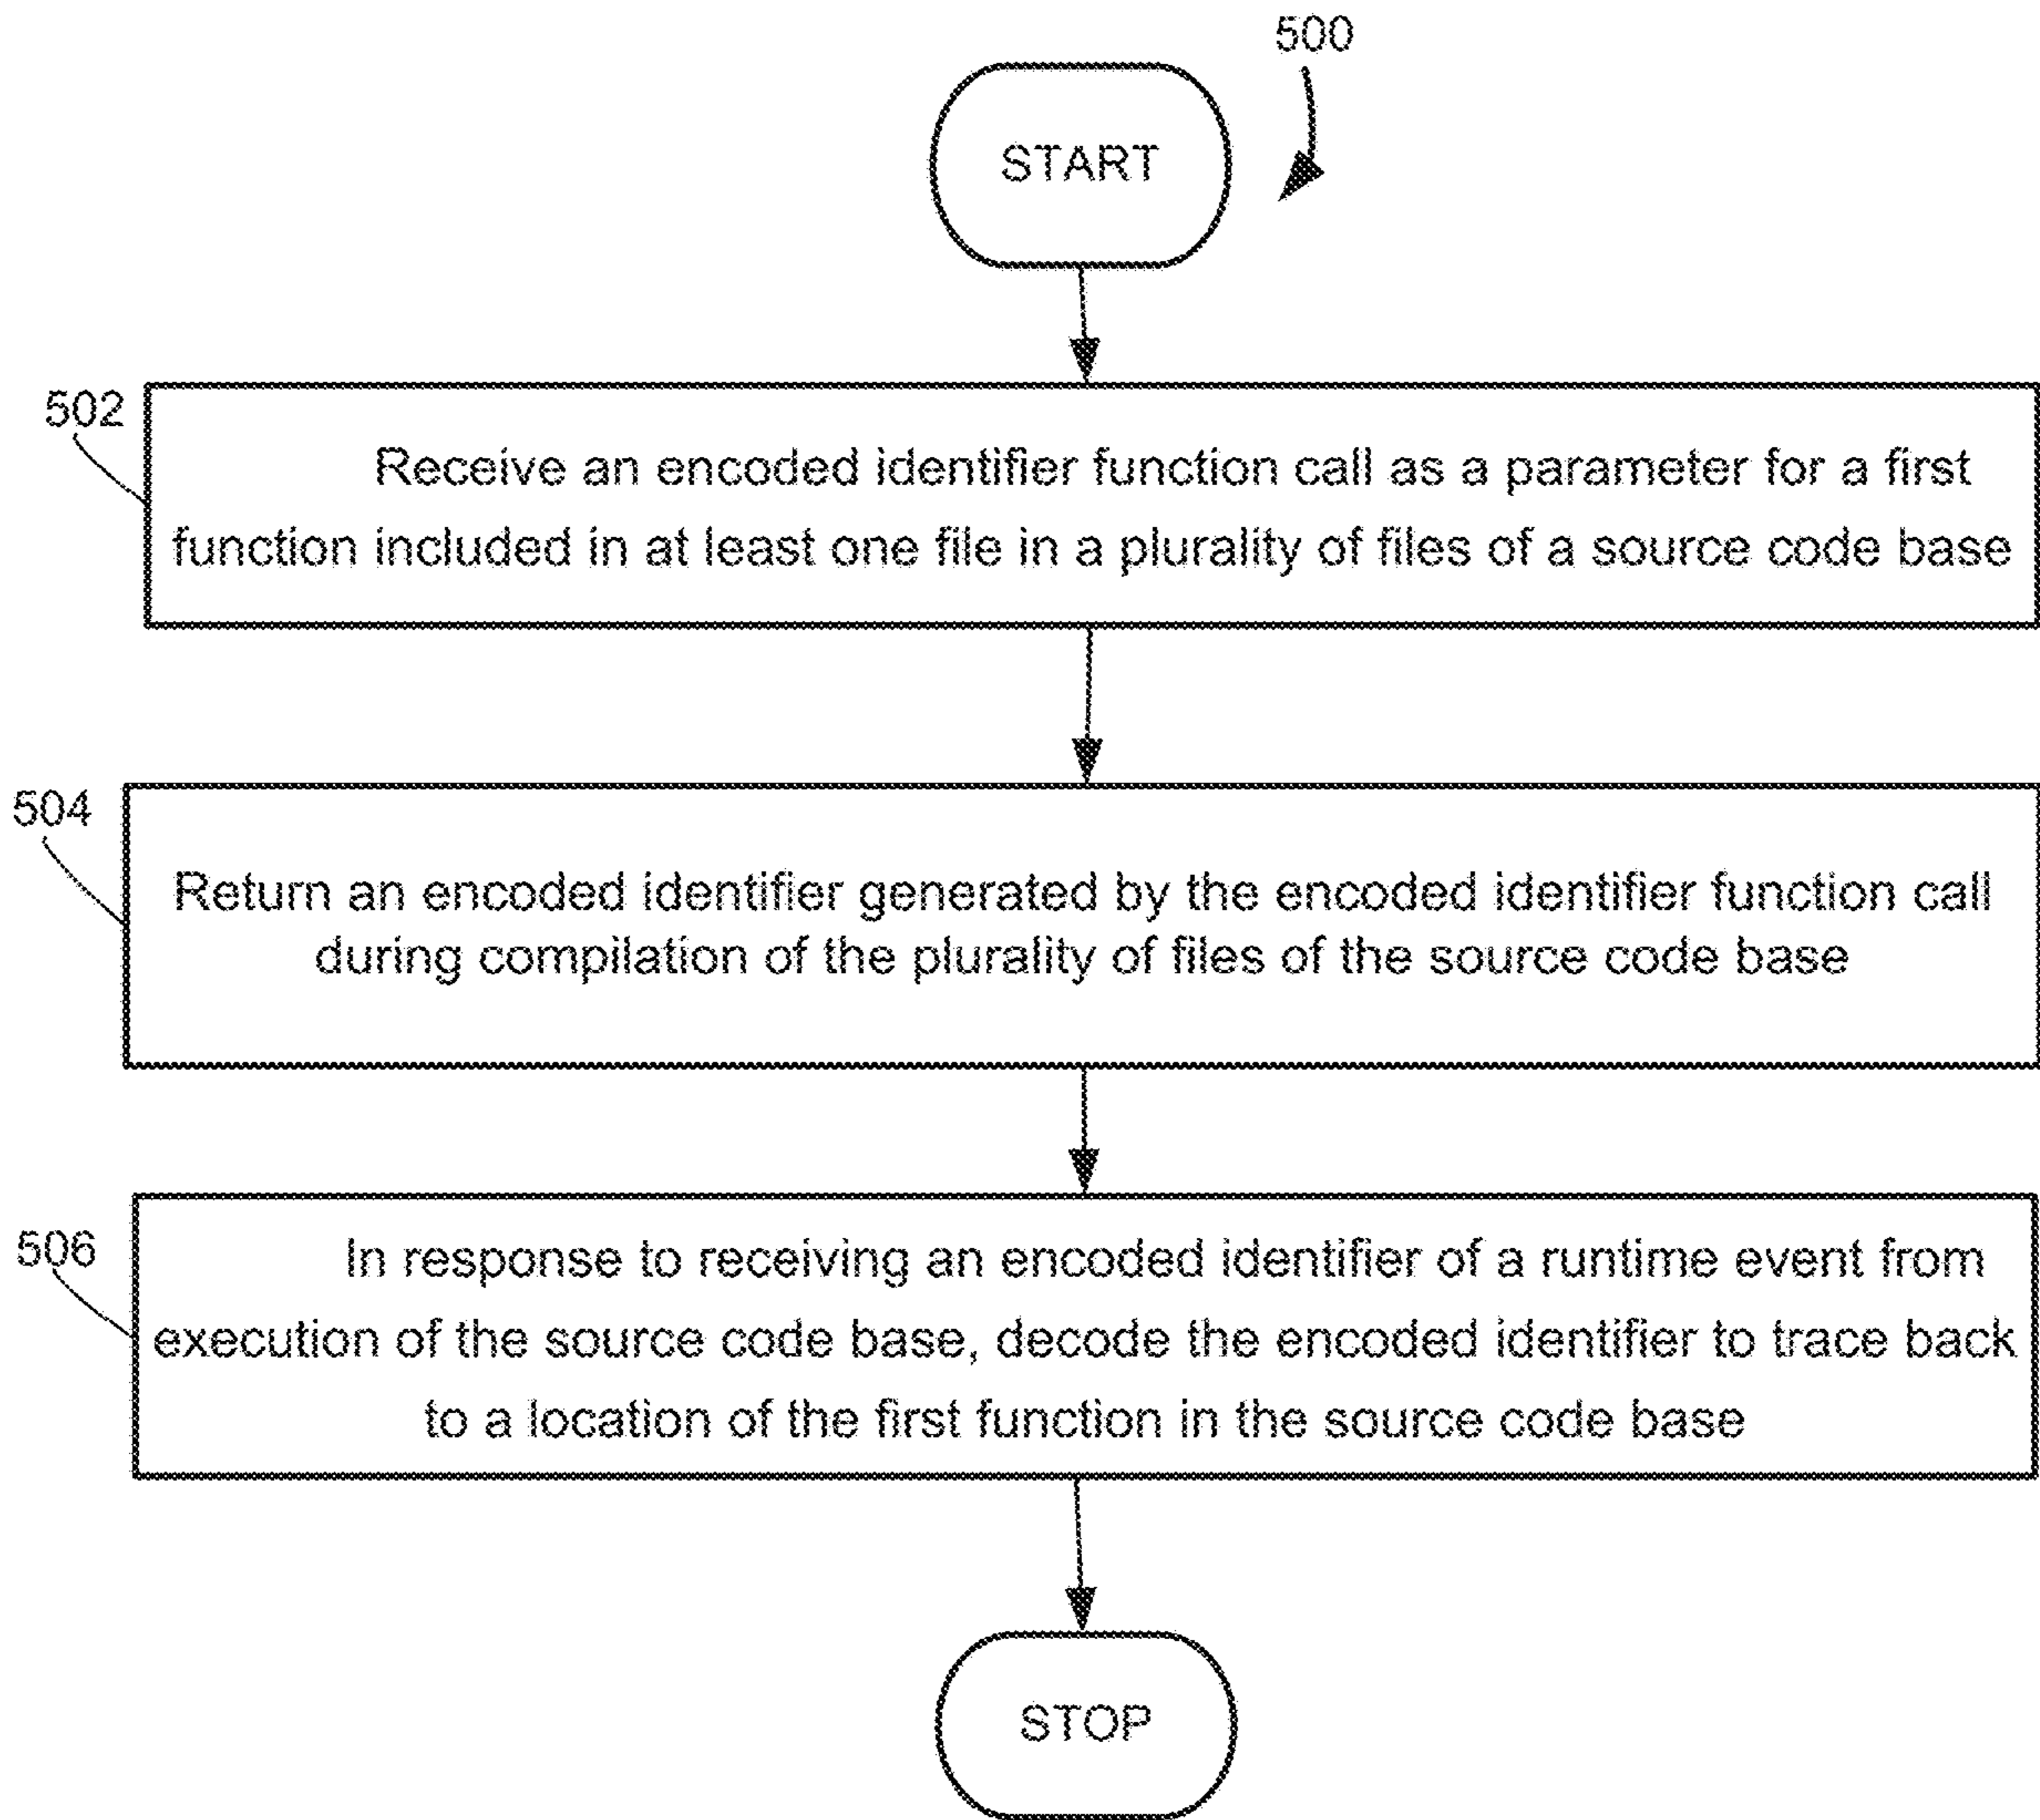 500
START
502
Receive an encoded identifier function call as a parameter for a first
function included in at least one file in a plurality of files of a source code base
504
Return an encoded identifier generated by the encoded identifier function call
during compilation of the plurality of files of the source code base
506
In response to receiving an encoded identifier of a runtime event from
execution of the source code base, decode the encoded identifier to trace back
to a location of the first function in the source code base
STOP